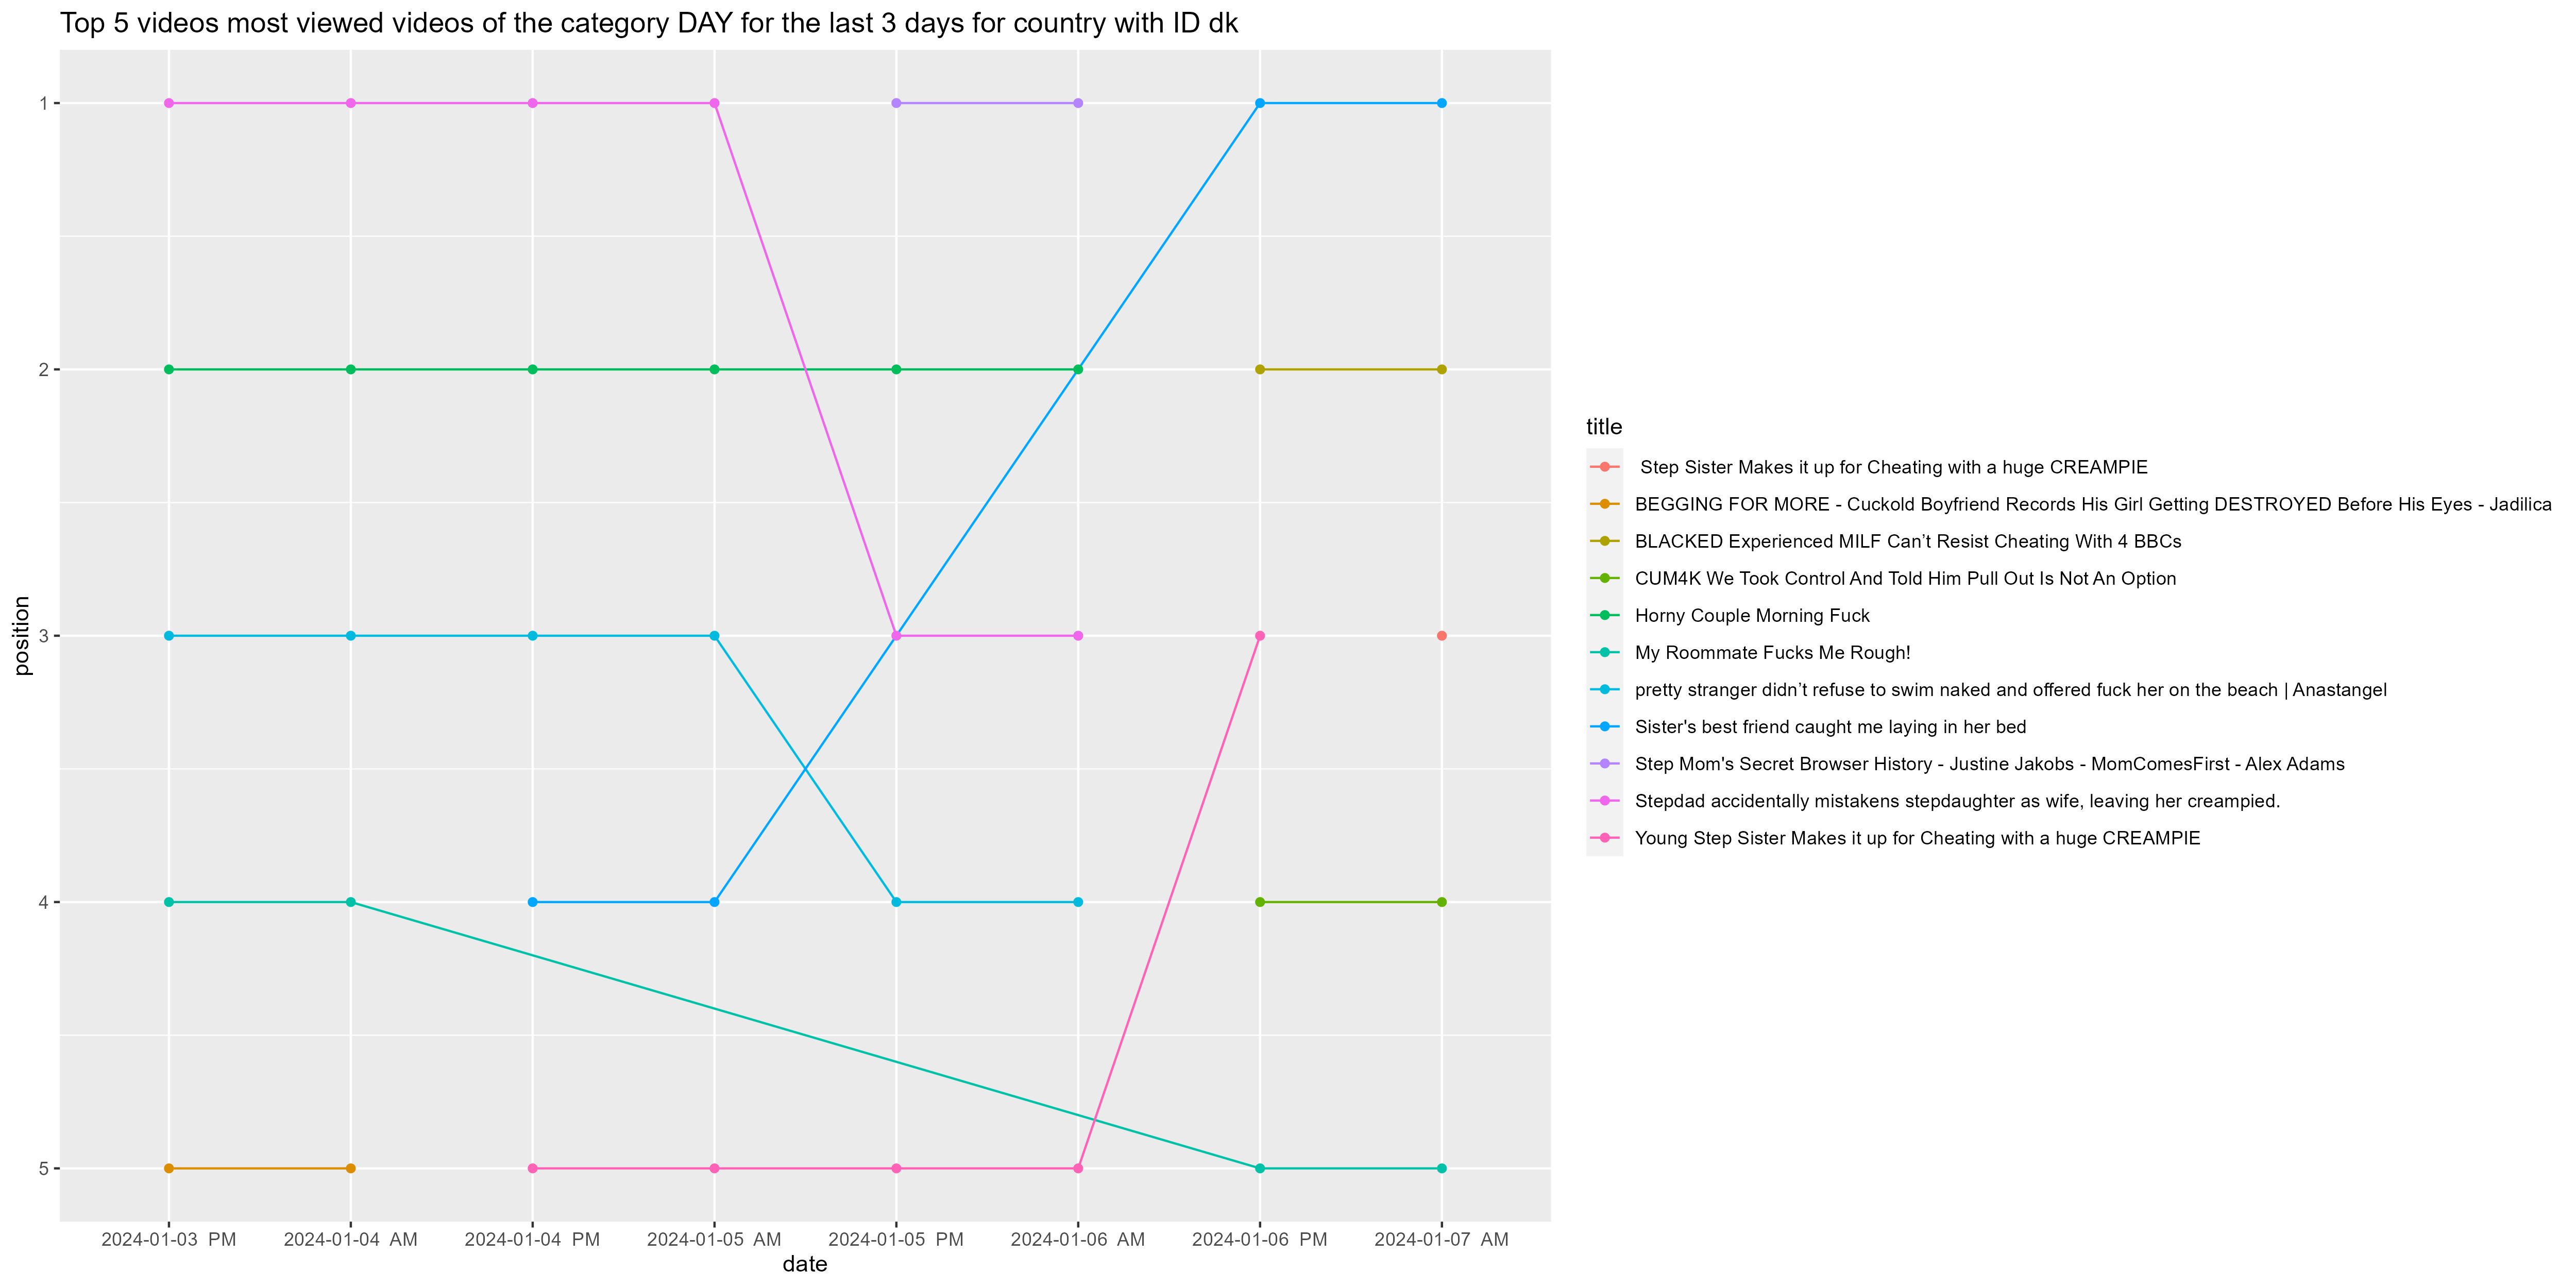 Top 5 videos most viewed videos of the category DAY for the last 3 days for country with ID dk
position
1
2
3
4
5
2024-01-03 PM
2024-01-04 AM
2024-01-04 PM
2024-01-05 AM
2024-01-05 PM
2024-01-06 AM
2024-01-06 PM
2024-01-07 AM
date
title
Step Sister Makes it up for Cheating with a huge CREAMPIE
BEGGING FOR MORE - Cuckold Boyfriend Records His Girl Getting DESTROYED Before His Eyes - Jadilica
BLACKED Experienced MILF Can’t Resist Cheating With 4 BBCs
CUM4K We Took Control And Told Him Pull Out Is Not An Option
Horny Couple Morning Fuck
My Roommate Fucks Me Rough!
pretty stranger didn’t refuse to swim naked and offered fuck her on the beach | Anastangel
Sister's best friend caught me laying in her bed
Step Mom's Secret Browser History - Justine Jakobs - MomComesFirst - Alex Adams
Stepdad accidentally mistakens stepdaughter as wife, leaving her creampied.
Young Step Sister Makes it up for Cheating with a huge CREAMPIE